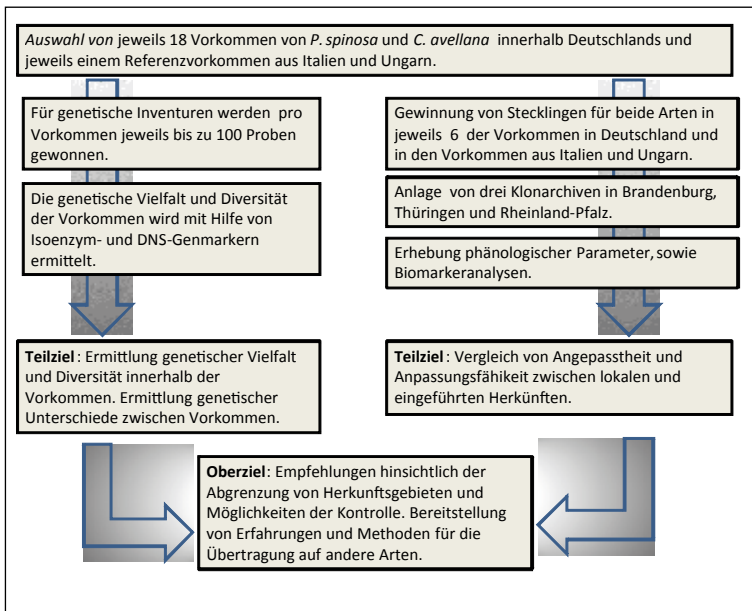 Auswahl von jeweils 18 Vorkommen von P. spinosa und C. avellana innerhalb Deutschlands und
jeweils einem Referenzvorkommen aus Italien und Ungarn.
Für genetische Inventuren werden pro
Vorkommen jeweils bis zu 100 Proben
gewonnen.
Die genetische Vielfalt und Diversität
der Vorkommen wird mit Hilfe von
Isoenzym- und DNS-Genmarkern
ermittelt.
Teilziel: Ermittlung genetischer Vielfalt
und Diversität innerhalb der
Vorkommen. Ermittlung genetischer
Unterschiede zwischen Vorkommen.
Gewinnung von Stecklingen für beide Arten in
jeweils 6 der Vorkommen in Deutschland und
in den Vorkommen aus Italien und Ungarn.
Anlage von drei Klonarchiven in Brandenburg,
Thüringen und Rheinland-Pfalz.
Erhebung phänologischer Parameter, sowie
Biomarkeranalysen.
Teilziel: Vergleich von Angepasstheit und
Anpassungsfähikeit zwischen lokalen und
eingeführten Herkünften.
Oberziel: Empfehlungen hinsichtlich der
Abgrenzung von Herkunftsgebieten und
Möglichkeiten der Kontrolle. Bereitstellung
von Erfahrungen und Methoden für die
Übertragung auf andere Arten.